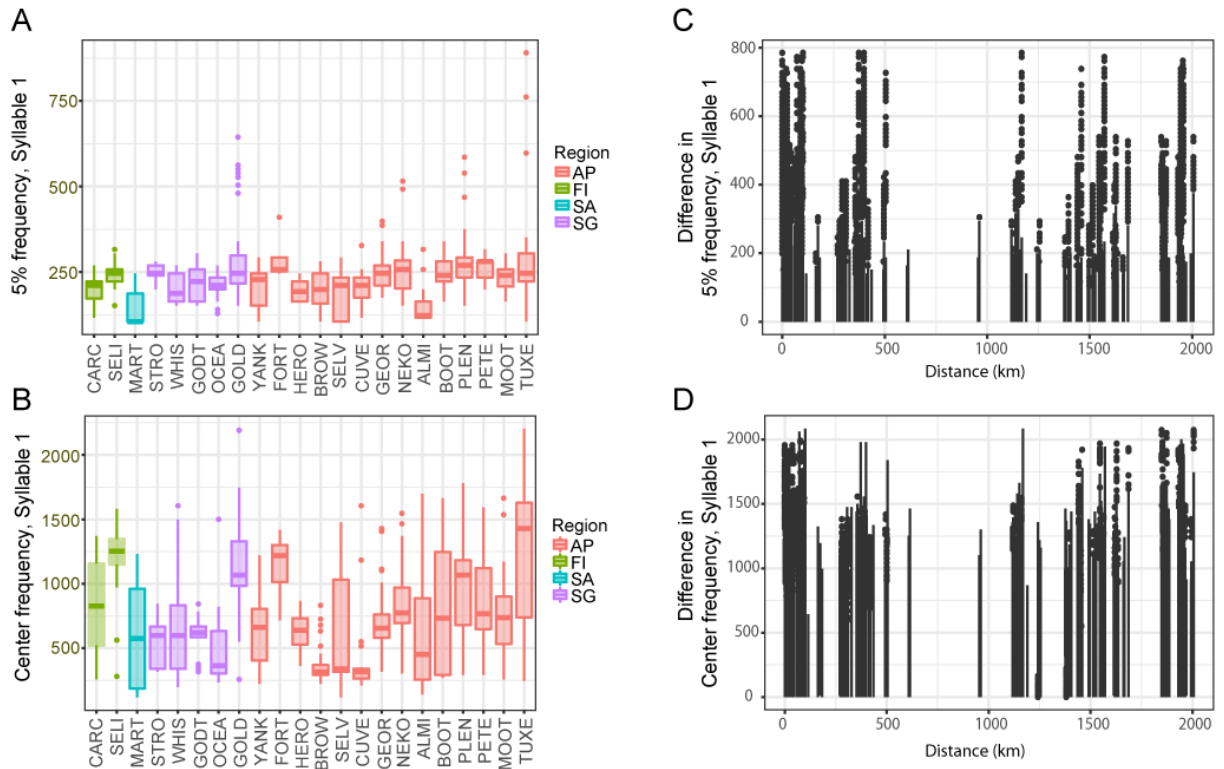 A
5% frequency, Syllable 1
750
500
250
CARC
SELI
MART
STRO
WHIS
GODT
OCEA
GOLD
YANK
FORT
HERO
BROW
SELV
CUVE
GEOR
NEKO
ALMI
BOOT
PLEN
PETE
MOOT
TUXE
Region
AP
FI
SA
SG
B
Center frequency, Syllable 1
2000
1500
1000
500
CARC
SELI
MART
STRO
WHIS
GODT
OCEA
GOLD
YANK
FORT
HERO
BROW
SELV
CUVE
GEOR
NEKO
ALMI
BOOT
PLEN
PETE
MOOT
TUXE
Region
AP
FI
SA
SG
C
Difference in
5% frequency, Syllable 1
800
600
400
200
0
0
500
1000
1500
2000
Distance (km)
D
Difference in
Center frequency, Syllable 1
2000
1500
1000
500
0
0
500
1000
1500
2000
Distance (km)